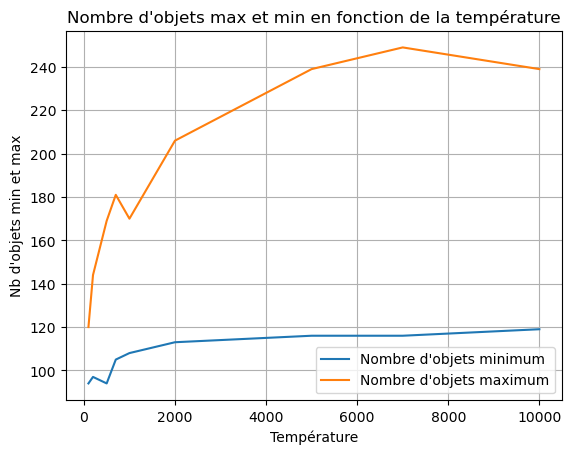 Nombre d'objets max et min en fonction de la température
Nb d'objets min et max
240
220
200
180
160
140
120
100
0
2000
4000
6000
8000
10000
Température
Nombre d'objets minimum
Nombre d'objets maximum